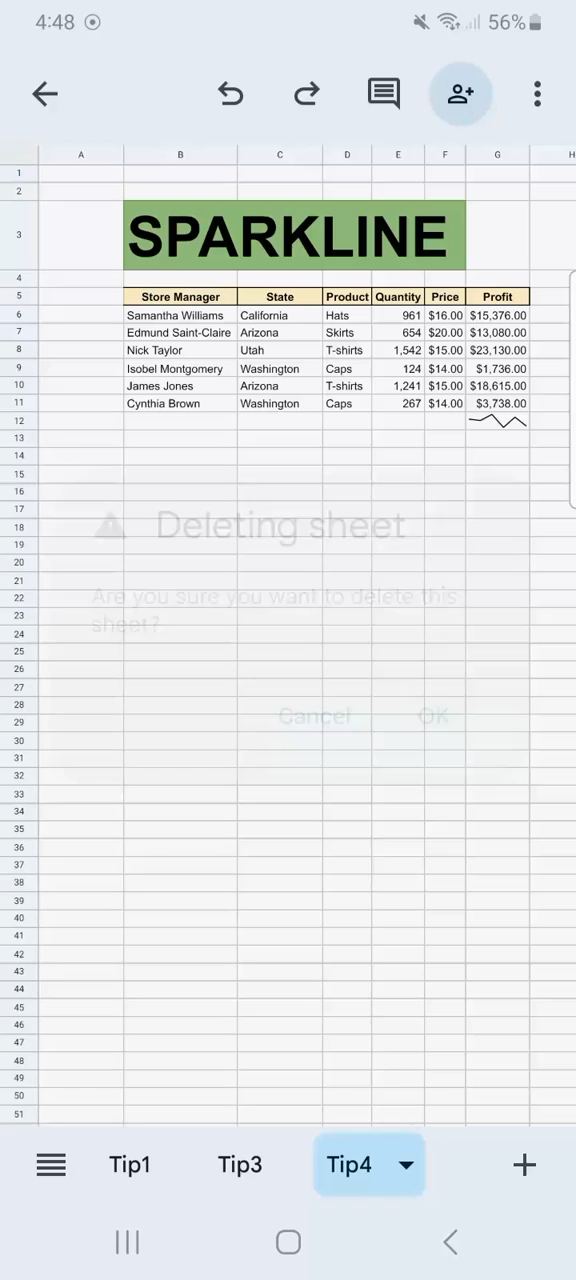 4:48 56%
A B C D E F G H
1
2
3 SPARKLINE
4
5 Store Manager State Product Quantity Price Profit
6 Samantha Williams California Hats 961 $16.00 $15,376.00
7 Edmund Saint-Claire Arizona Skirts 654 $20.00 $13,080.00
8 Nick Taylor Utah T-shirts 1,542 $15.00 $23,130.00
9 Isobel Montgomery Washington Caps 124 $14.00 $1,736.00
10 James Jones Arizona T-shirts 1,241 $15.00 $18,615.00
11 Cynthia Brown Washington Caps 267 $14.00 $3,738.00
12
13
14
15
16
17
18 Deleting sheet
19
20
21
22 Are you sure you want to delete this
23 sheet?
24
25
26
27
28 Cancel OK
29
30
31
32
33
34
35
36
37
38
39
40
41
42
43
44
45
46
47
48
49
50
51
Tip1 Tip3 Tip4